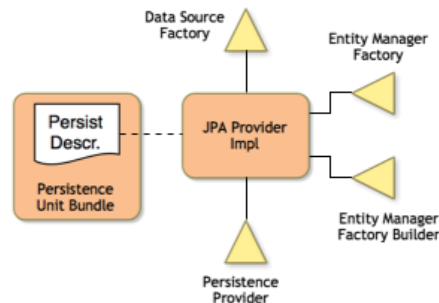 Data Source
Factory
Entity Manager
Factory
Persist
Descr.
JPA Provider
Impl
Persistence
Unit Bundle
Entity Manager
Factory Builder
Persistence
Provider